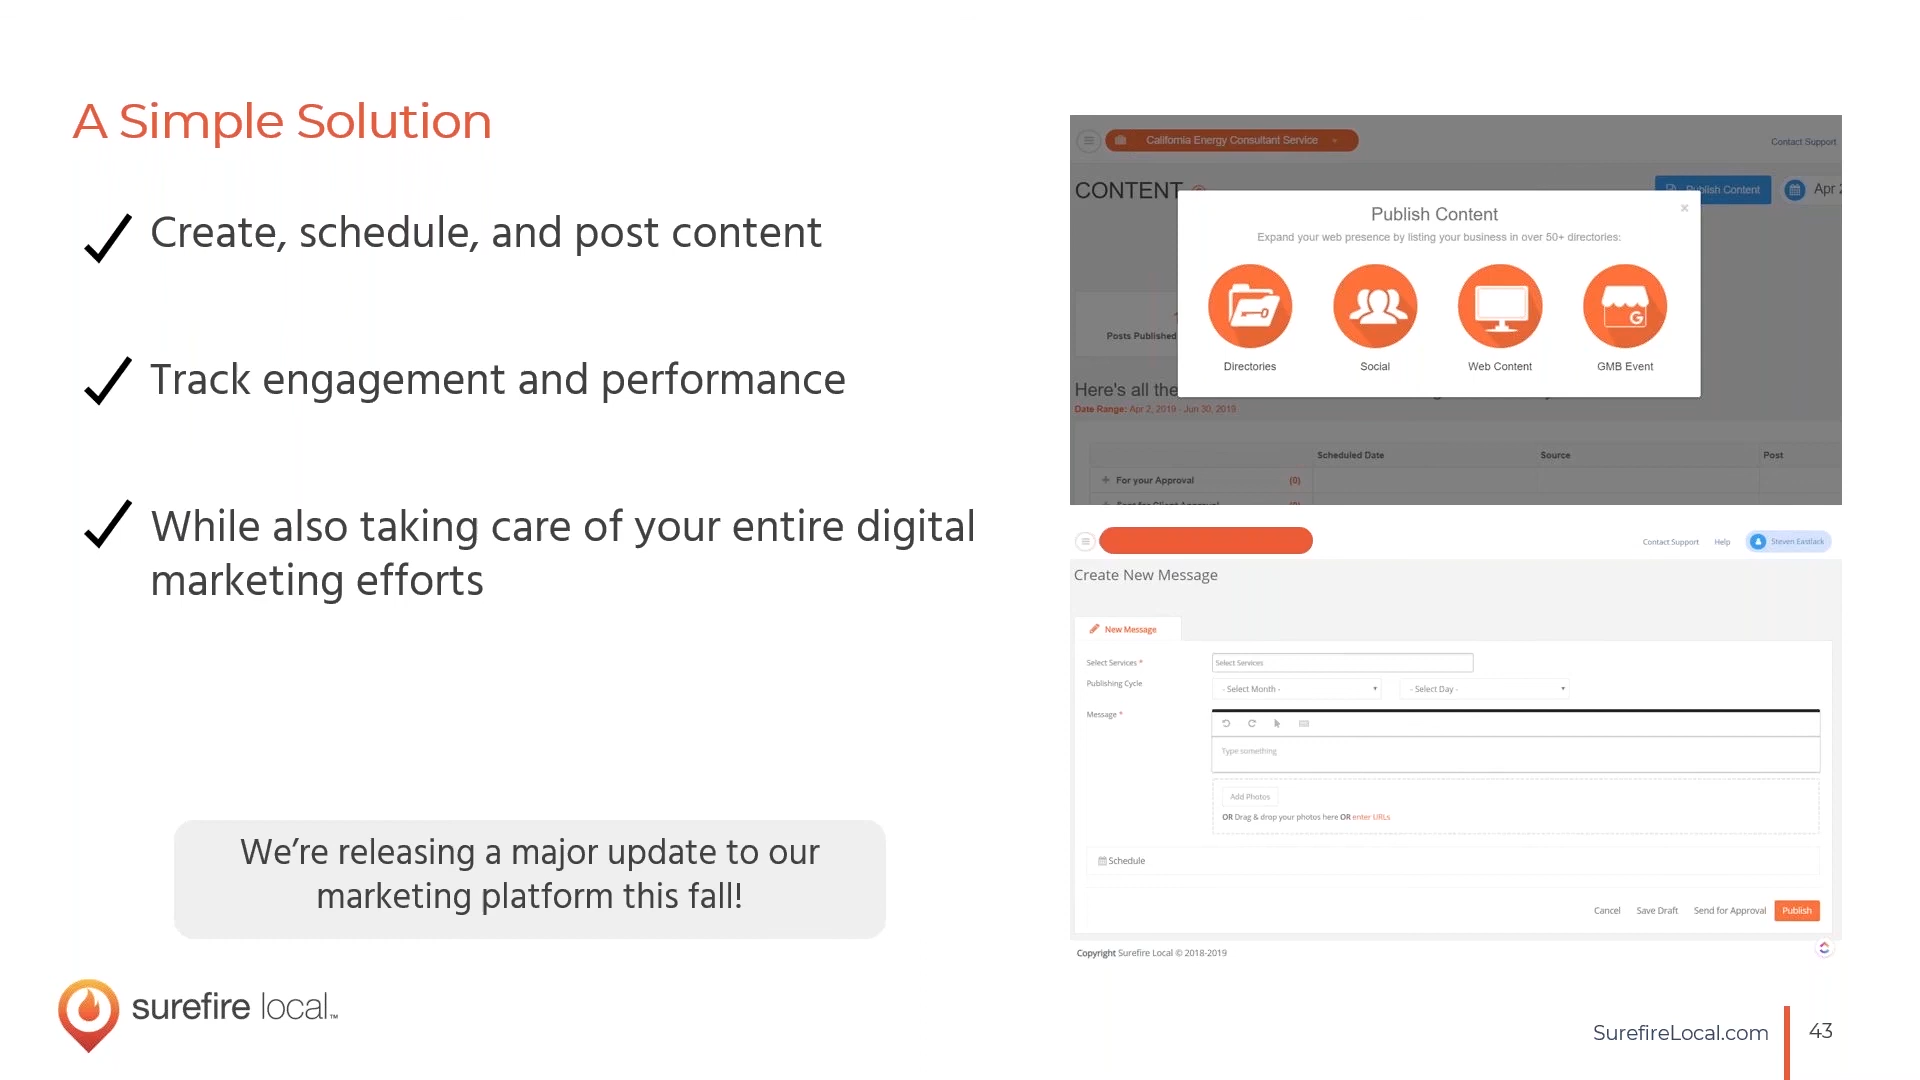 A Simple Solution
Create, schedule, and post content
Track engagement and performance
While also taking care of your entire digital
marketing efforts
We're releasing a major update to our
marketing platform this fall!
California Energy Consultant Service
Contact Support
CONTENT
Publish Content
Apr 2
Publish Content
Expand your web presence by listing your business in over 50+ directories:
Directories
Social
Web Content
GMB Event
Posts Published
Here's all the
Date Range: Apr 2, 2019 - Jun 30, 2019
Scheduled Date
Source
Post
For your Approval
(0)
Contact Support
Help
Steven Eastlack
Create New Message
New Message
Select Services *
Select Services
Publishing Cycle
- Select Month -
- Select Day -
Message *
Type something
Add Photos
OR Drag & drop your photos here OR enter URLs
Schedule
Cancel
Save Draft
Send for Approval
Publish
Copyright Surefire Local © 2018-2019
surefire local™
SurefireLocal.com
43